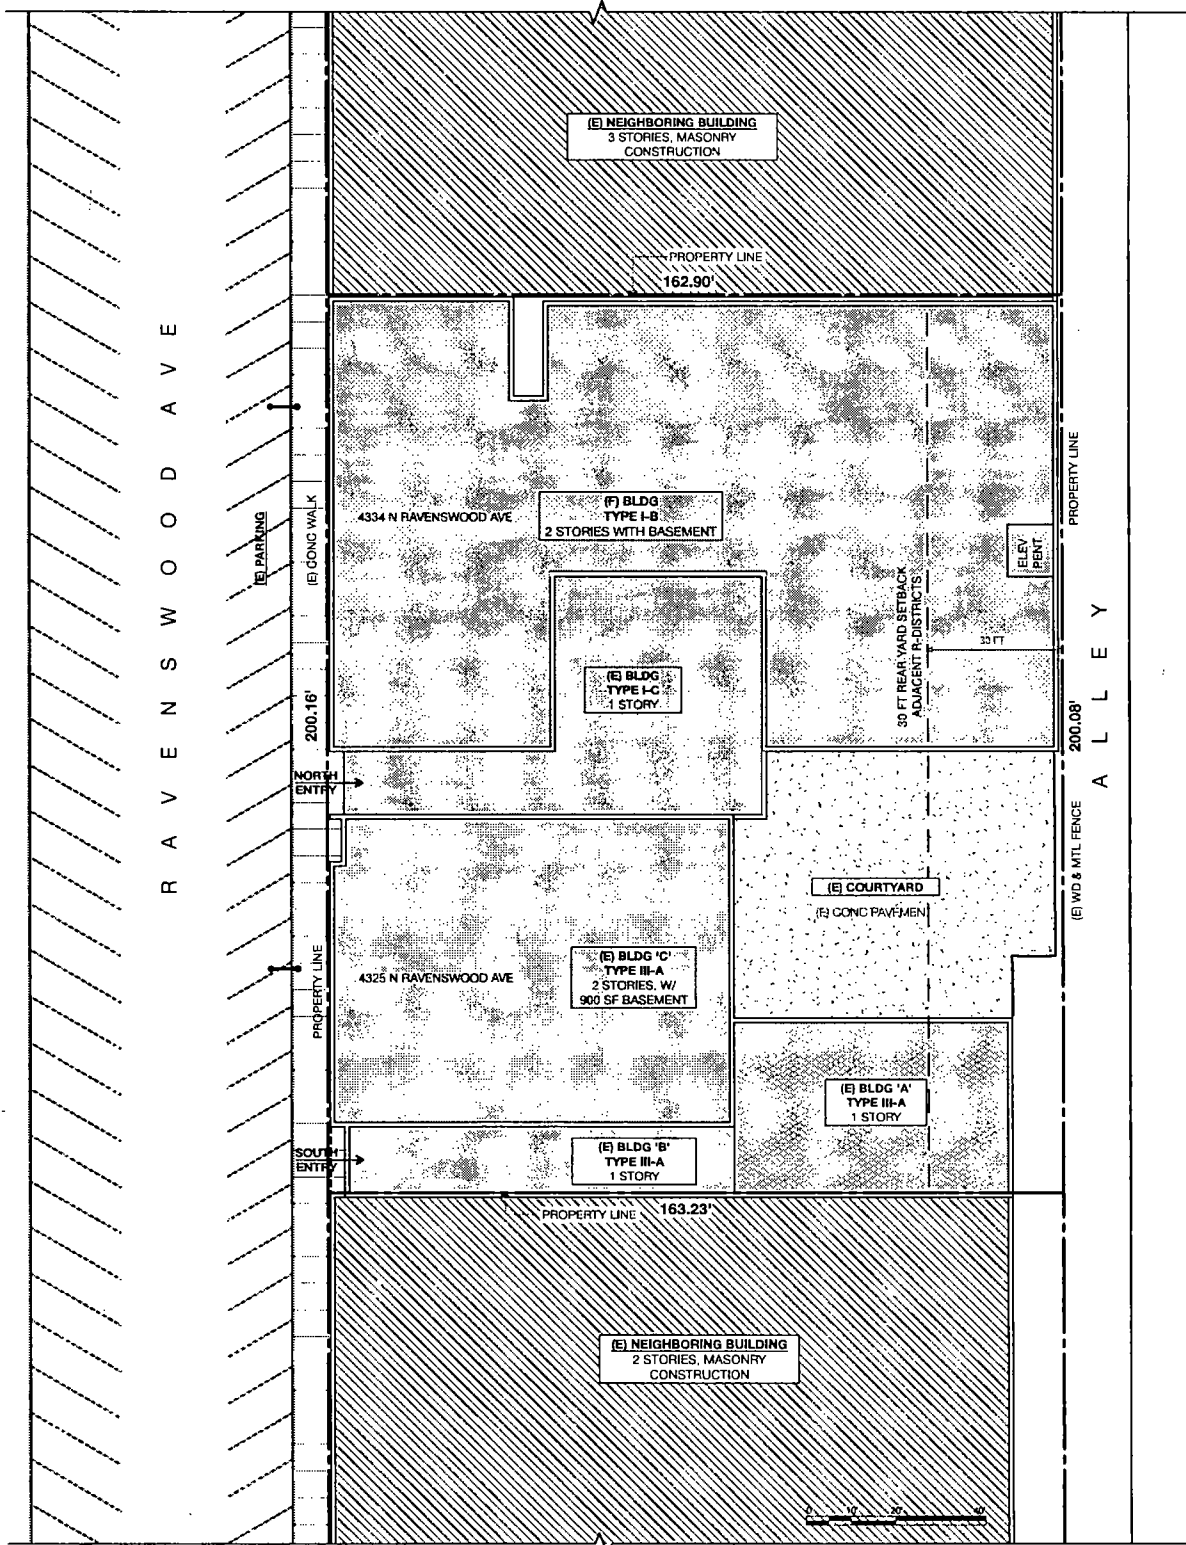 (E) NEIGHBORING BUILDING
3 STORIES, MASONRY
CONSTRUCTION
PROPERTY LINE
162.90'
RAVENSWOOD AVE
(E) PARKING
(E) CONC WALK
4334 N RAVENSWOOD AVE
(E) BLDG
TYPE I-B
2 STORIES WITH BASEMENT
PROPERTY LINE
ELEV
PENT.
30 FT REAR YARD SETBACK
ADJACENT R-DISTRICTS
30 FT
ALLEY
(E) BLDG
TYPE I-C
1 STORY
200.16'
200.08'
NORTH
ENTRY
(E) WD & MTL FENCE
(E) COURTYARD
(E) CONC PAVEMEN
PROPERTY LINE
4325 N RAVENSWOOD AVE
(E) BLDG 'C'
TYPE III-A
2 STORIES, W/
900 SF BASEMENT
(E) BLDG 'A'
TYPE III-A
1 STORY
SOUTH
ENTRY
(E) BLDG 'B'
TYPE III-A
1 STORY
PROPERTY LINE
163.23'
(E) NEIGHBORING BUILDING
2 STORIES, MASONRY
CONSTRUCTION
0 10' 20' 40'